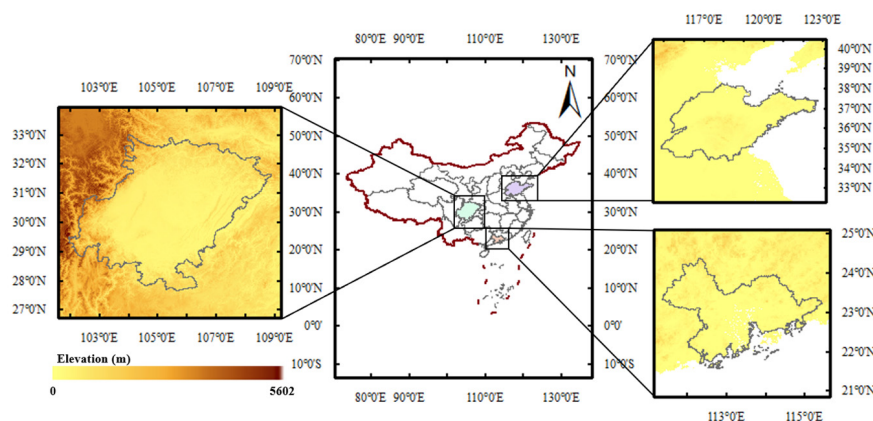 117°0'E 120°0'E 123°0'E
80°0'E 90°0'E 110°0'E 130°0'E
103°0'E 105°0'E 107°0'E 109°0'E
33°0'N
32°0'N
31°0'N
30°0'N
29°0'N
28°0'N
27°0'N
103°0'E 105°0'E 107°0'E 109°0'E
Elevation (m)
0 5602
N
70°0'N
60°0'N
50°0'N
40°0'N
30°0'N
20°0'N
10°0'N
0°0'
10°0'S
70°0'N
60°0'N
50°0'N
40°0'N
30°0'N
20°0'N
10°0'N
0°0'
10°0'S
80°0'E 90°0'E 110°0'E 130°0'E
40°0'N
39°0'N
38°0'N
37°0'N
36°0'N
35°0'N
34°0'N
33°0'N
25°0'N
24°0'N
23°0'N
22°0'N
21°0'N
113°0'E 115°0'E